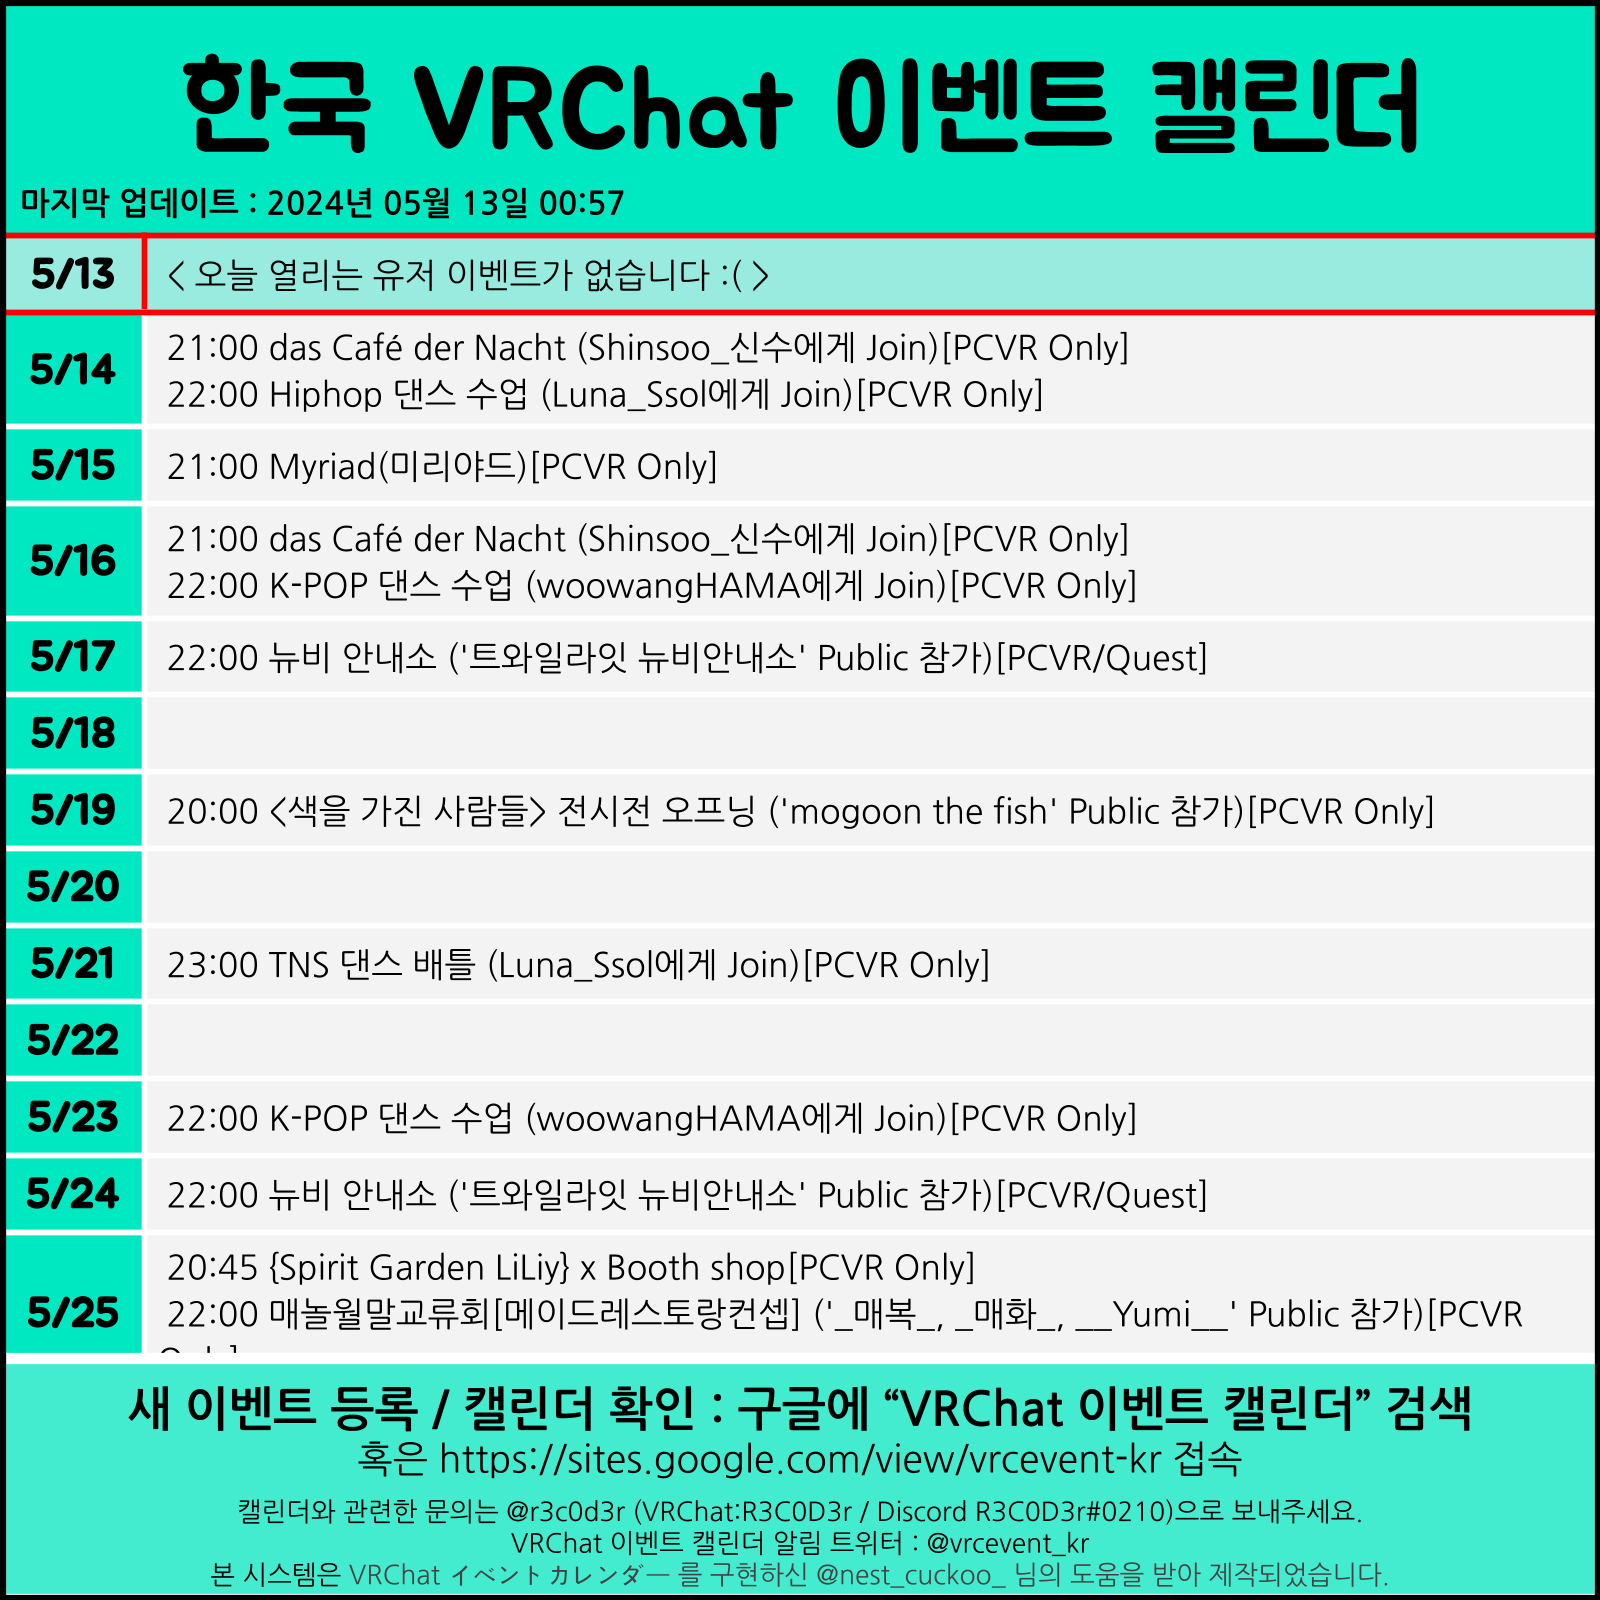 한국 VRChat 이벤트 캘린더
마지막 업데이트 : 2024년 05월 13일 00:57
5/13
< 오늘 열리는 유저 이벤트가 없습니다 :( >
5/14
21:00 das Café der Nacht (Shinsoo_신수에게 Join)[PCVR Only]
22:00 Hiphop 댄스 수업 (Luna_Ssol에게 Join)[PCVR Only]
5/15
21:00 Myriad(미리야드)[PCVR Only]
5/16
21:00 das Café der Nacht (Shinsoo_신수에게 Join)[PCVR Only]
22:00 K-POP 댄스 수업 (woowangHAMA에게 Join)[PCVR Only]
5/17
22:00 뉴비 안내소 ('트와일라잇 뉴비안내소' Public 참가)[PCVR/Quest]
5/18
5/19
20:00 <색을 가진 사람들> 전시전 오프닝 ('mogoon the fish' Public 참가)[PCVR Only]
5/20
5/21
23:00 TNS 댄스 배틀 (Luna_Ssol에게 Join)[PCVR Only]
5/22
5/23
22:00 K-POP 댄스 수업 (woowangHAMA에게 Join)[PCVR Only]
5/24
22:00 뉴비 안내소 ('트와일라잇 뉴비안내소' Public 참가)[PCVR/Quest]
5/25
20:45 {Spirit Garden LiLiy} x Booth shop[PCVR Only]
22:00 매놀월말교류회[메이드레스토랑컨셉] ('_매복_, _매화_, __Yumi__' Public 참가)[PCVR
새 이벤트 등록 / 캘린더 확인 : 구글에 “VRChat 이벤트 캘린더” 검색
혹은 https://sites.google.com/view/vrcevent-kr 접속
캘린더와 관련한 문의는 @r3c0d3r (VRChat:R3C0D3r / Discord R3C0D3r#0210)으로 보내주세요.
VRChat 이벤트 캘린더 알림 트위터 : @vrcevent_kr
본 시스템은 VRChat イベントカレンダー 를 구현하신 @nest_cuckoo_ 님의 도움을 받아 제작되었습니다.